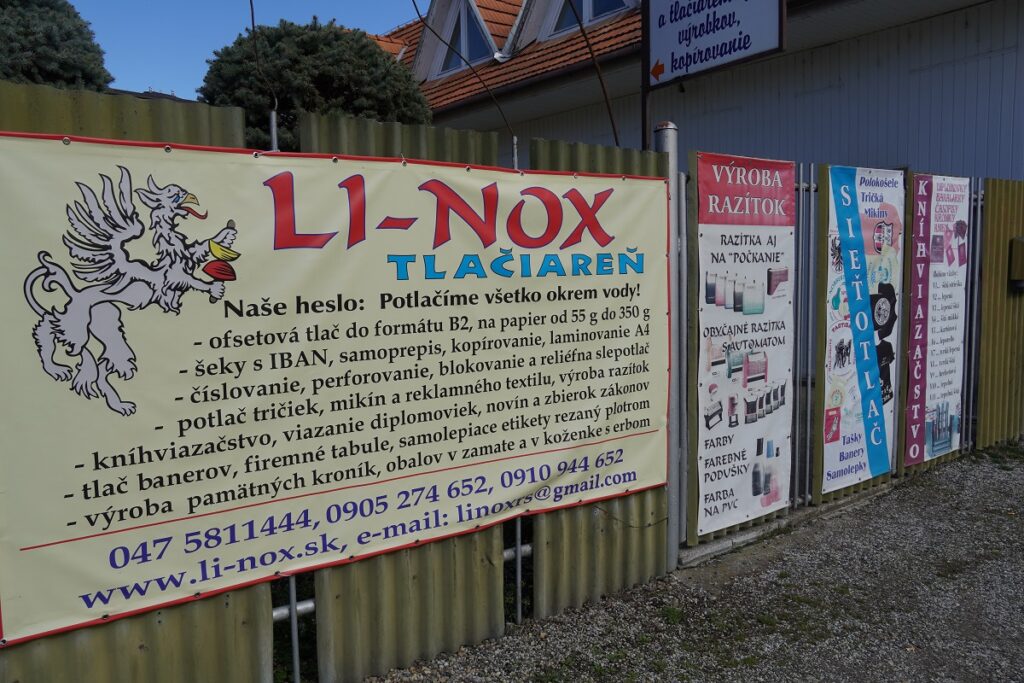 LI-NOX
TLAČIAREŇ
Naše heslo: Potlačíme všetko okrem vody!
- ofsetová tlač do formátu B2, na papier od 55 g do 350 g
- šeky s IBAN, samoprepis, kopírovanie, laminovanie A4
- číslovanie, perforovanie, blokovanie a reliéfna slepotlač
- potlač tričiek, mikín a reklamného textilu, výroba razítok
- kníhviazačstvo, viazanie diplomoviek, novín a zbierok zákonov
- tlač banerov, firemné tabule, samolepiace etikety rezaný plotrom
- výroba pamätných kroník, obalov v zamate a v koženke s erbom
047 5811444, 0905 274 652, 0910 944 652
www.li-nox.sk, e-mail: linoxrs@gmail.com
a tlačiaren
výrobkov,
kopírovanie
VÝROBA
RAZÍTOK
RAZÍTKA AJ
NA "POČKANIE"
OBYČAJNÉ RAZÍTKA
S AUTOMATOM
FARBY
FAREBNÉ
PODUŠKY
FARBA
NA PVC
Polokošele
Tričká
Mikiny
SIEŤOTLAČ
Tašky
Banery
Samolepky
KNÍHVIAZAČSTVO
DIPLOMOVKY
BAKALÁRKY
ČASOPISY
KRONIKY